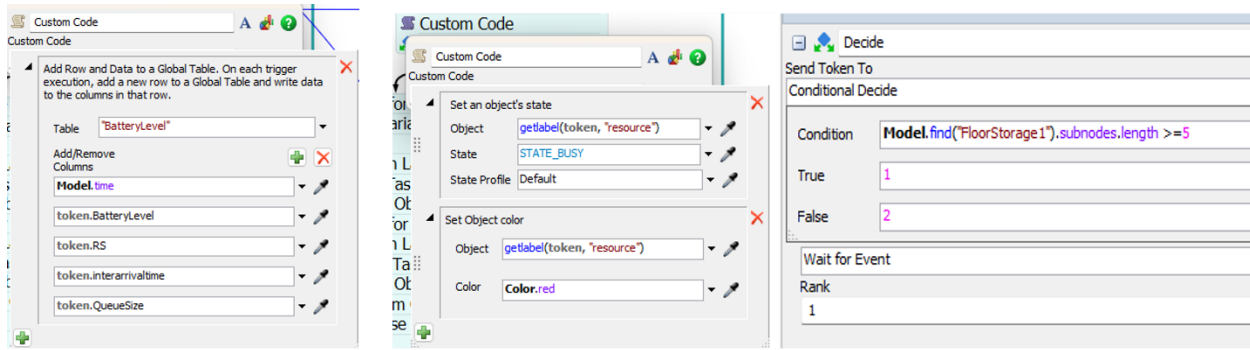 Custom Code
A
?
Custom Code
Add Row and Data to a Global Table. On each trigger
execution, add a new row to a Global Table and write data
to the columns in that row.
Table "BatteryLevel"
Add/Remove
Columns
Model.time
token.BatteryLevel
token.RS
token.interarrivaltime
token.QueueSize
Custom Code
Custom Code
A
?
Custom Code
Set an object's state
Object getlabel(token, "resource")
State STATE_BUSY
State Profile Default
Set Object color
Object getlabel(token, "resource")
Color Color.red
Decide
Send Token To
Conditional Decide
Condition Model.find("FloorStorage1").subnodes.length >=5
True 1
False 2
Wait for Event
Rank
1